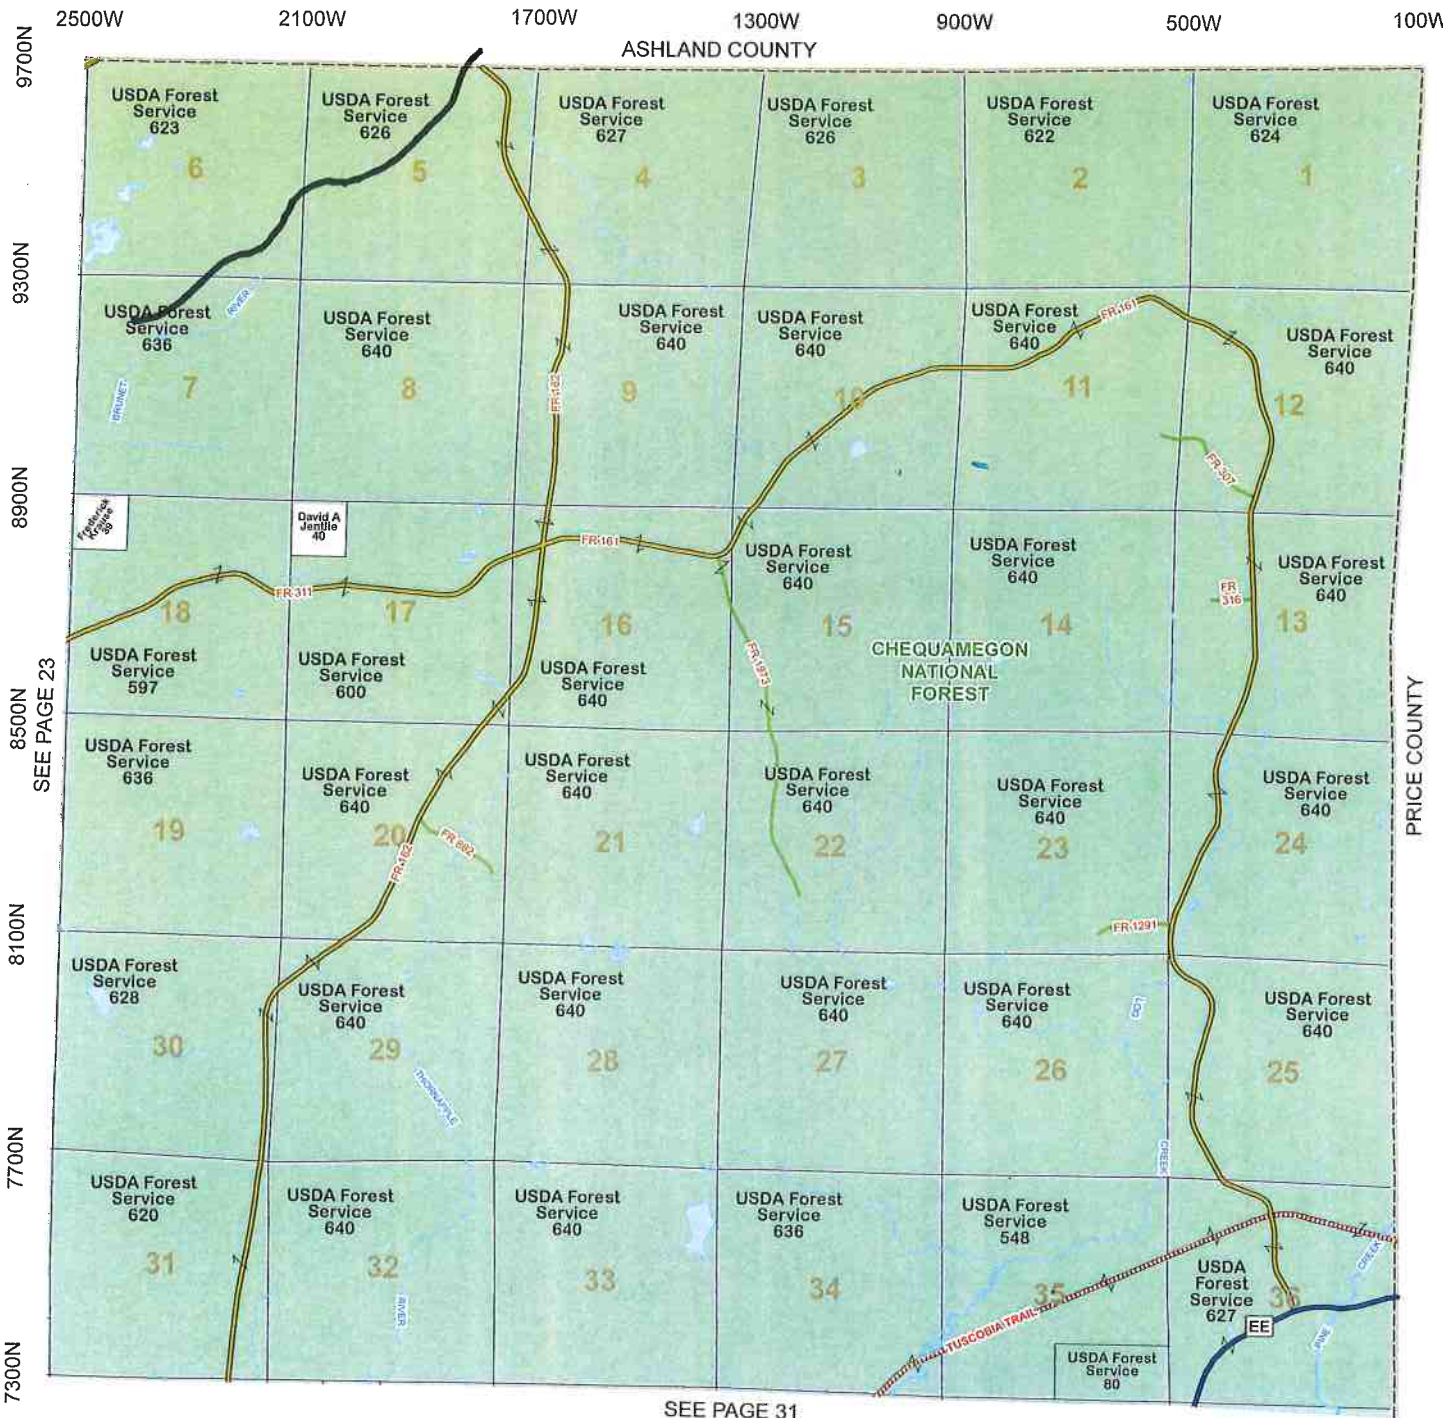 2500W 2100W 1700W 1300W 900W 500W 100W
ASHLAND COUNTY
9700N
USDA Forest
Service
623
6
USDA Forest
Service
626
5
USDA Forest
Service
627
4
USDA Forest
Service
626
3
USDA Forest
Service
622
2
USDA Forest
Service
624
1
9300N
USDA Forest
Service
636
7
RIVER
BRUNET
USDA Forest
Service
640
8
FR 162
USDA Forest
Service
640
9
USDA Forest
Service
640
10
USDA Forest
Service
640
11
FR 161
USDA Forest
Service
640
12
FR 307
8900N
Frederick
Krause
39
David A
Jentlie
40
FR 161
FR 311
18
USDA Forest
Service
597
17
USDA Forest
Service
600
16
USDA Forest
Service
640
USDA Forest
Service
640
15
FR 1973
USDA Forest
Service
640
14
CHEQUAMEGON
NATIONAL
FOREST
FR
316
USDA Forest
Service
640
13
8500N
SEE PAGE 23
PRICE COUNTY
USDA Forest
Service
636
19
USDA Forest
Service
640
20
FR 162
FR 882
USDA Forest
Service
640
21
USDA Forest
Service
640
22
USDA Forest
Service
640
23
USDA Forest
Service
640
24
FR 1291
8100N
USDA Forest
Service
628
30
USDA Forest
Service
640
29
THORNAPPLE
USDA Forest
Service
640
28
USDA Forest
Service
640
27
USDA Forest
Service
640
26
LOG
CREEK
USDA Forest
Service
640
25
7700N
USDA Forest
Service
620
31
USDA Forest
Service
640
32
RIVER
USDA Forest
Service
640
33
USDA Forest
Service
636
34
USDA Forest
Service
548
35
TUSCOBIA TRAIL
USDA Forest
Service
80
USDA
Forest
Service
627
36
EE
CREEK
PINE
7300N
SEE PAGE 31